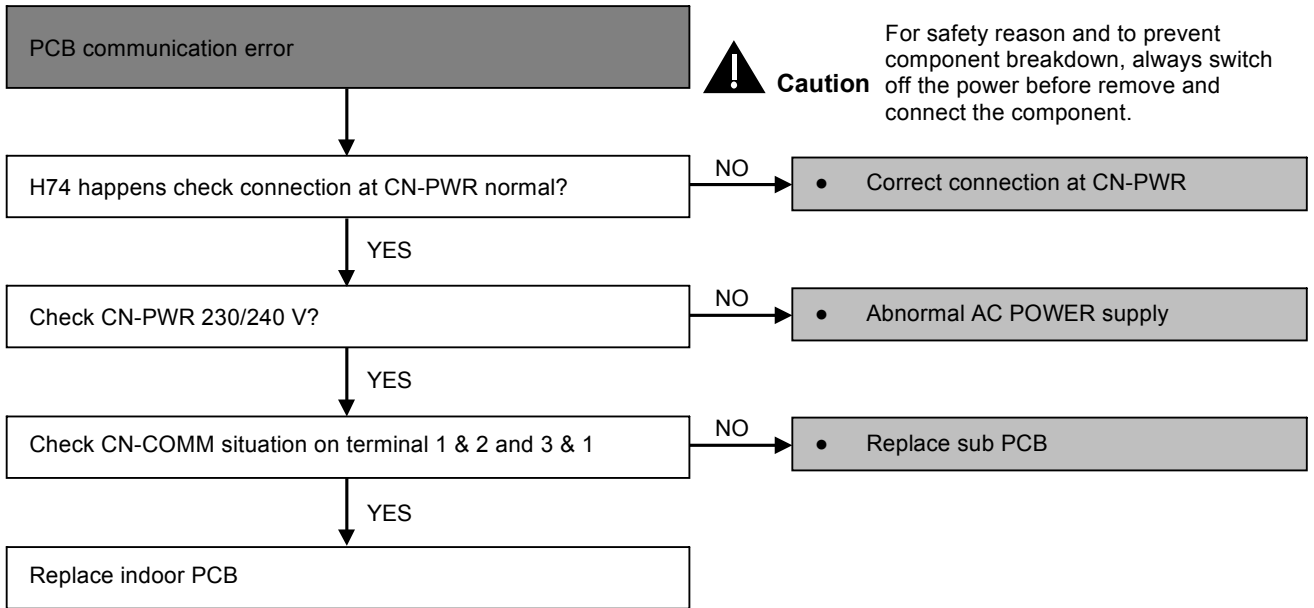 PCB communication error
For safety reason and to prevent
component breakdown, always switch
Caution off the power before remove and
connect the component.
H74 happens check connection at CN-PWR normal?
NO
● Correct connection at CN-PWR
YES
Check CN-PWR 230/240 V?
NO
● Abnormal AC POWER supply
YES
Check CN-COMM situation on terminal 1 & 2 and 3 & 1
NO
● Replace sub PCB
YES
Replace indoor PCB